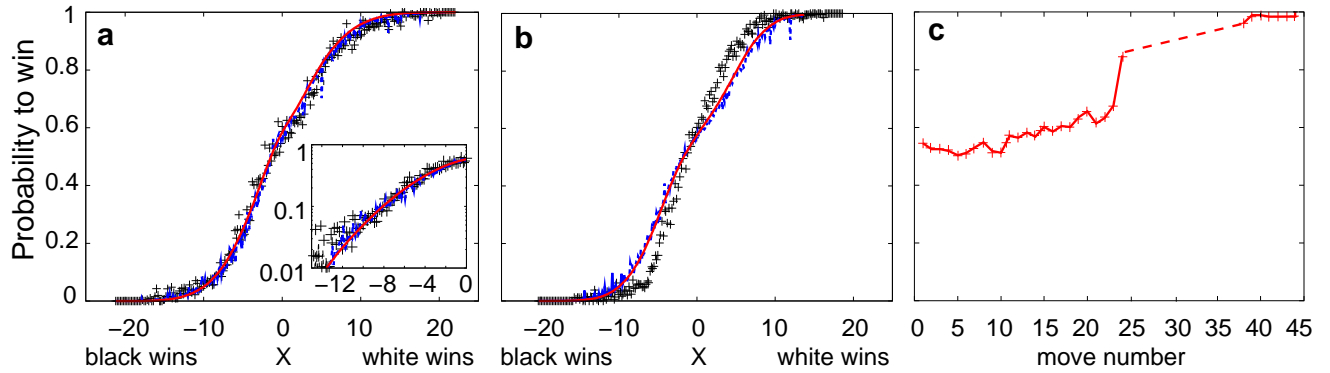 Probability to win
a
1
0.8
0.6
0.4
0.2
0
−20 −10 0 10 20
black wins X white wins
1
0.1
0.01
−12 −8 −4 0
b
−20 −10 0 10 20
black wins X white wins
c
0 5 10 15 20 25 30 35 40 45
move number